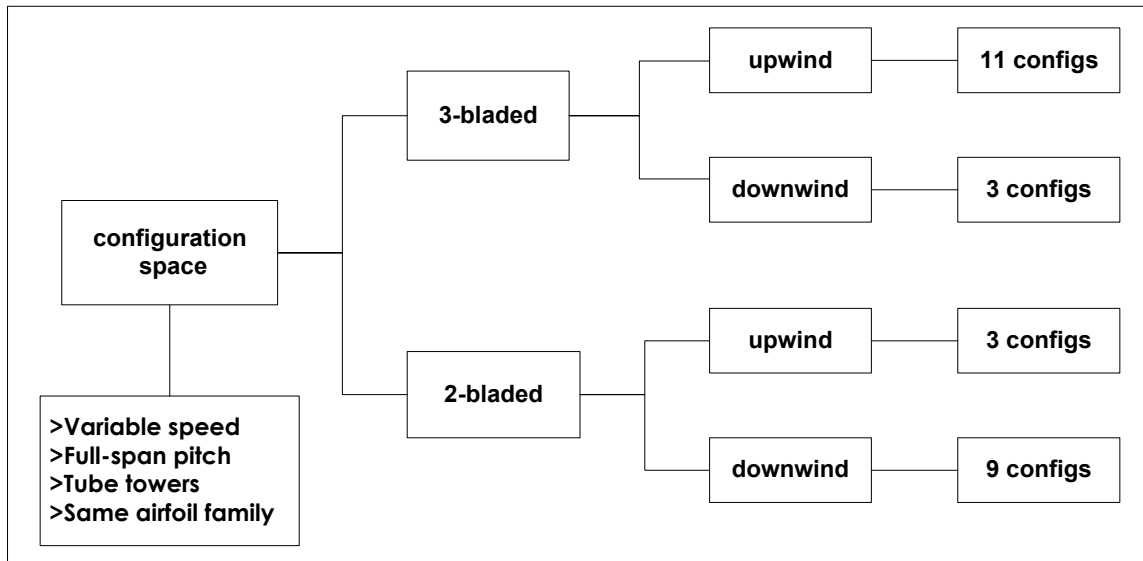 configuration
space
>Variable speed
>Full-span pitch
>Tube towers
>Same airfoil family
3-bladed
upwind
11 configs
downwind
3 configs
2-bladed
upwind
3 configs
downwind
9 configs